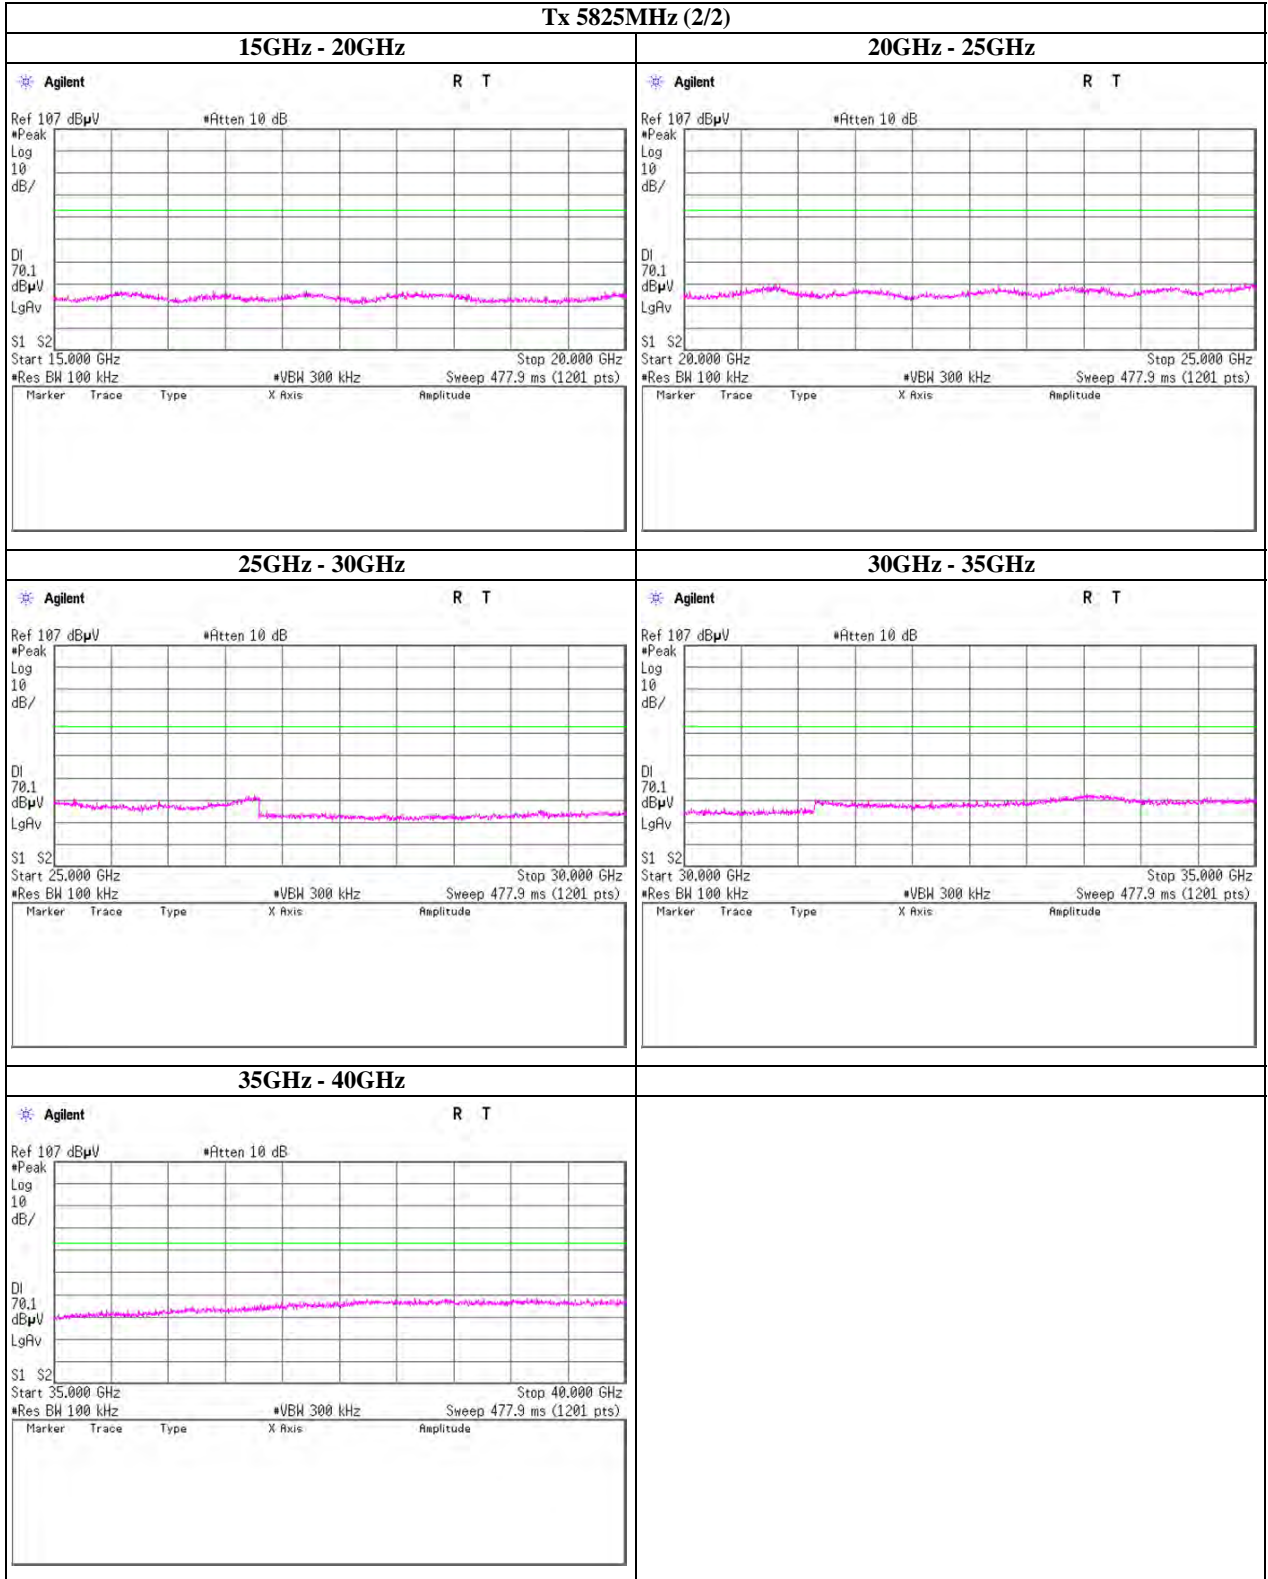 Tx 5825MHz (2/2)
15GHz - 20GHz
Agilent R T
Ref 107 dBµV #Atten 10 dB
#Peak
Log
10
dB/
DI
70.1
dBµV
LgAv
S1 S2
Start 15.000 GHz Stop 20.000 GHz
#Res BW 100 kHz #VBW 300 kHz Sweep 477.9 ms (1201 pts)
Marker Trace Type X Axis Amplitude
20GHz - 25GHz
Agilent R T
Ref 107 dBµV #Atten 10 dB
#Peak
Log
10
dB/
DI
70.1
dBµV
LgAv
S1 S2
Start 20.000 GHz Stop 25.000 GHz
#Res BW 100 kHz #VBW 300 kHz Sweep 477.9 ms (1201 pts)
Marker Trace Type X Axis Amplitude
25GHz - 30GHz
Agilent R T
Ref 107 dBµV #Atten 10 dB
#Peak
Log
10
dB/
DI
70.1
dBµV
LgAv
S1 S2
Start 25.000 GHz Stop 30.000 GHz
#Res BW 100 kHz #VBW 300 kHz Sweep 477.9 ms (1201 pts)
Marker Trace Type X Axis Amplitude
30GHz - 35GHz
Agilent R T
Ref 107 dBµV #Atten 10 dB
#Peak
Log
10
dB/
DI
70.1
dBµV
LgAv
S1 S2
Start 30.000 GHz Stop 35.000 GHz
#Res BW 100 kHz #VBW 300 kHz Sweep 477.9 ms (1201 pts)
Marker Trace Type X Axis Amplitude
35GHz - 40GHz
Agilent R T
Ref 107 dBµV #Atten 10 dB
#Peak
Log
10
dB/
DI
70.1
dBµV
LgAv
S1 S2
Start 35.000 GHz Stop 40.000 GHz
#Res BW 100 kHz #VBW 300 kHz Sweep 477.9 ms (1201 pts)
Marker Trace Type X Axis Amplitude